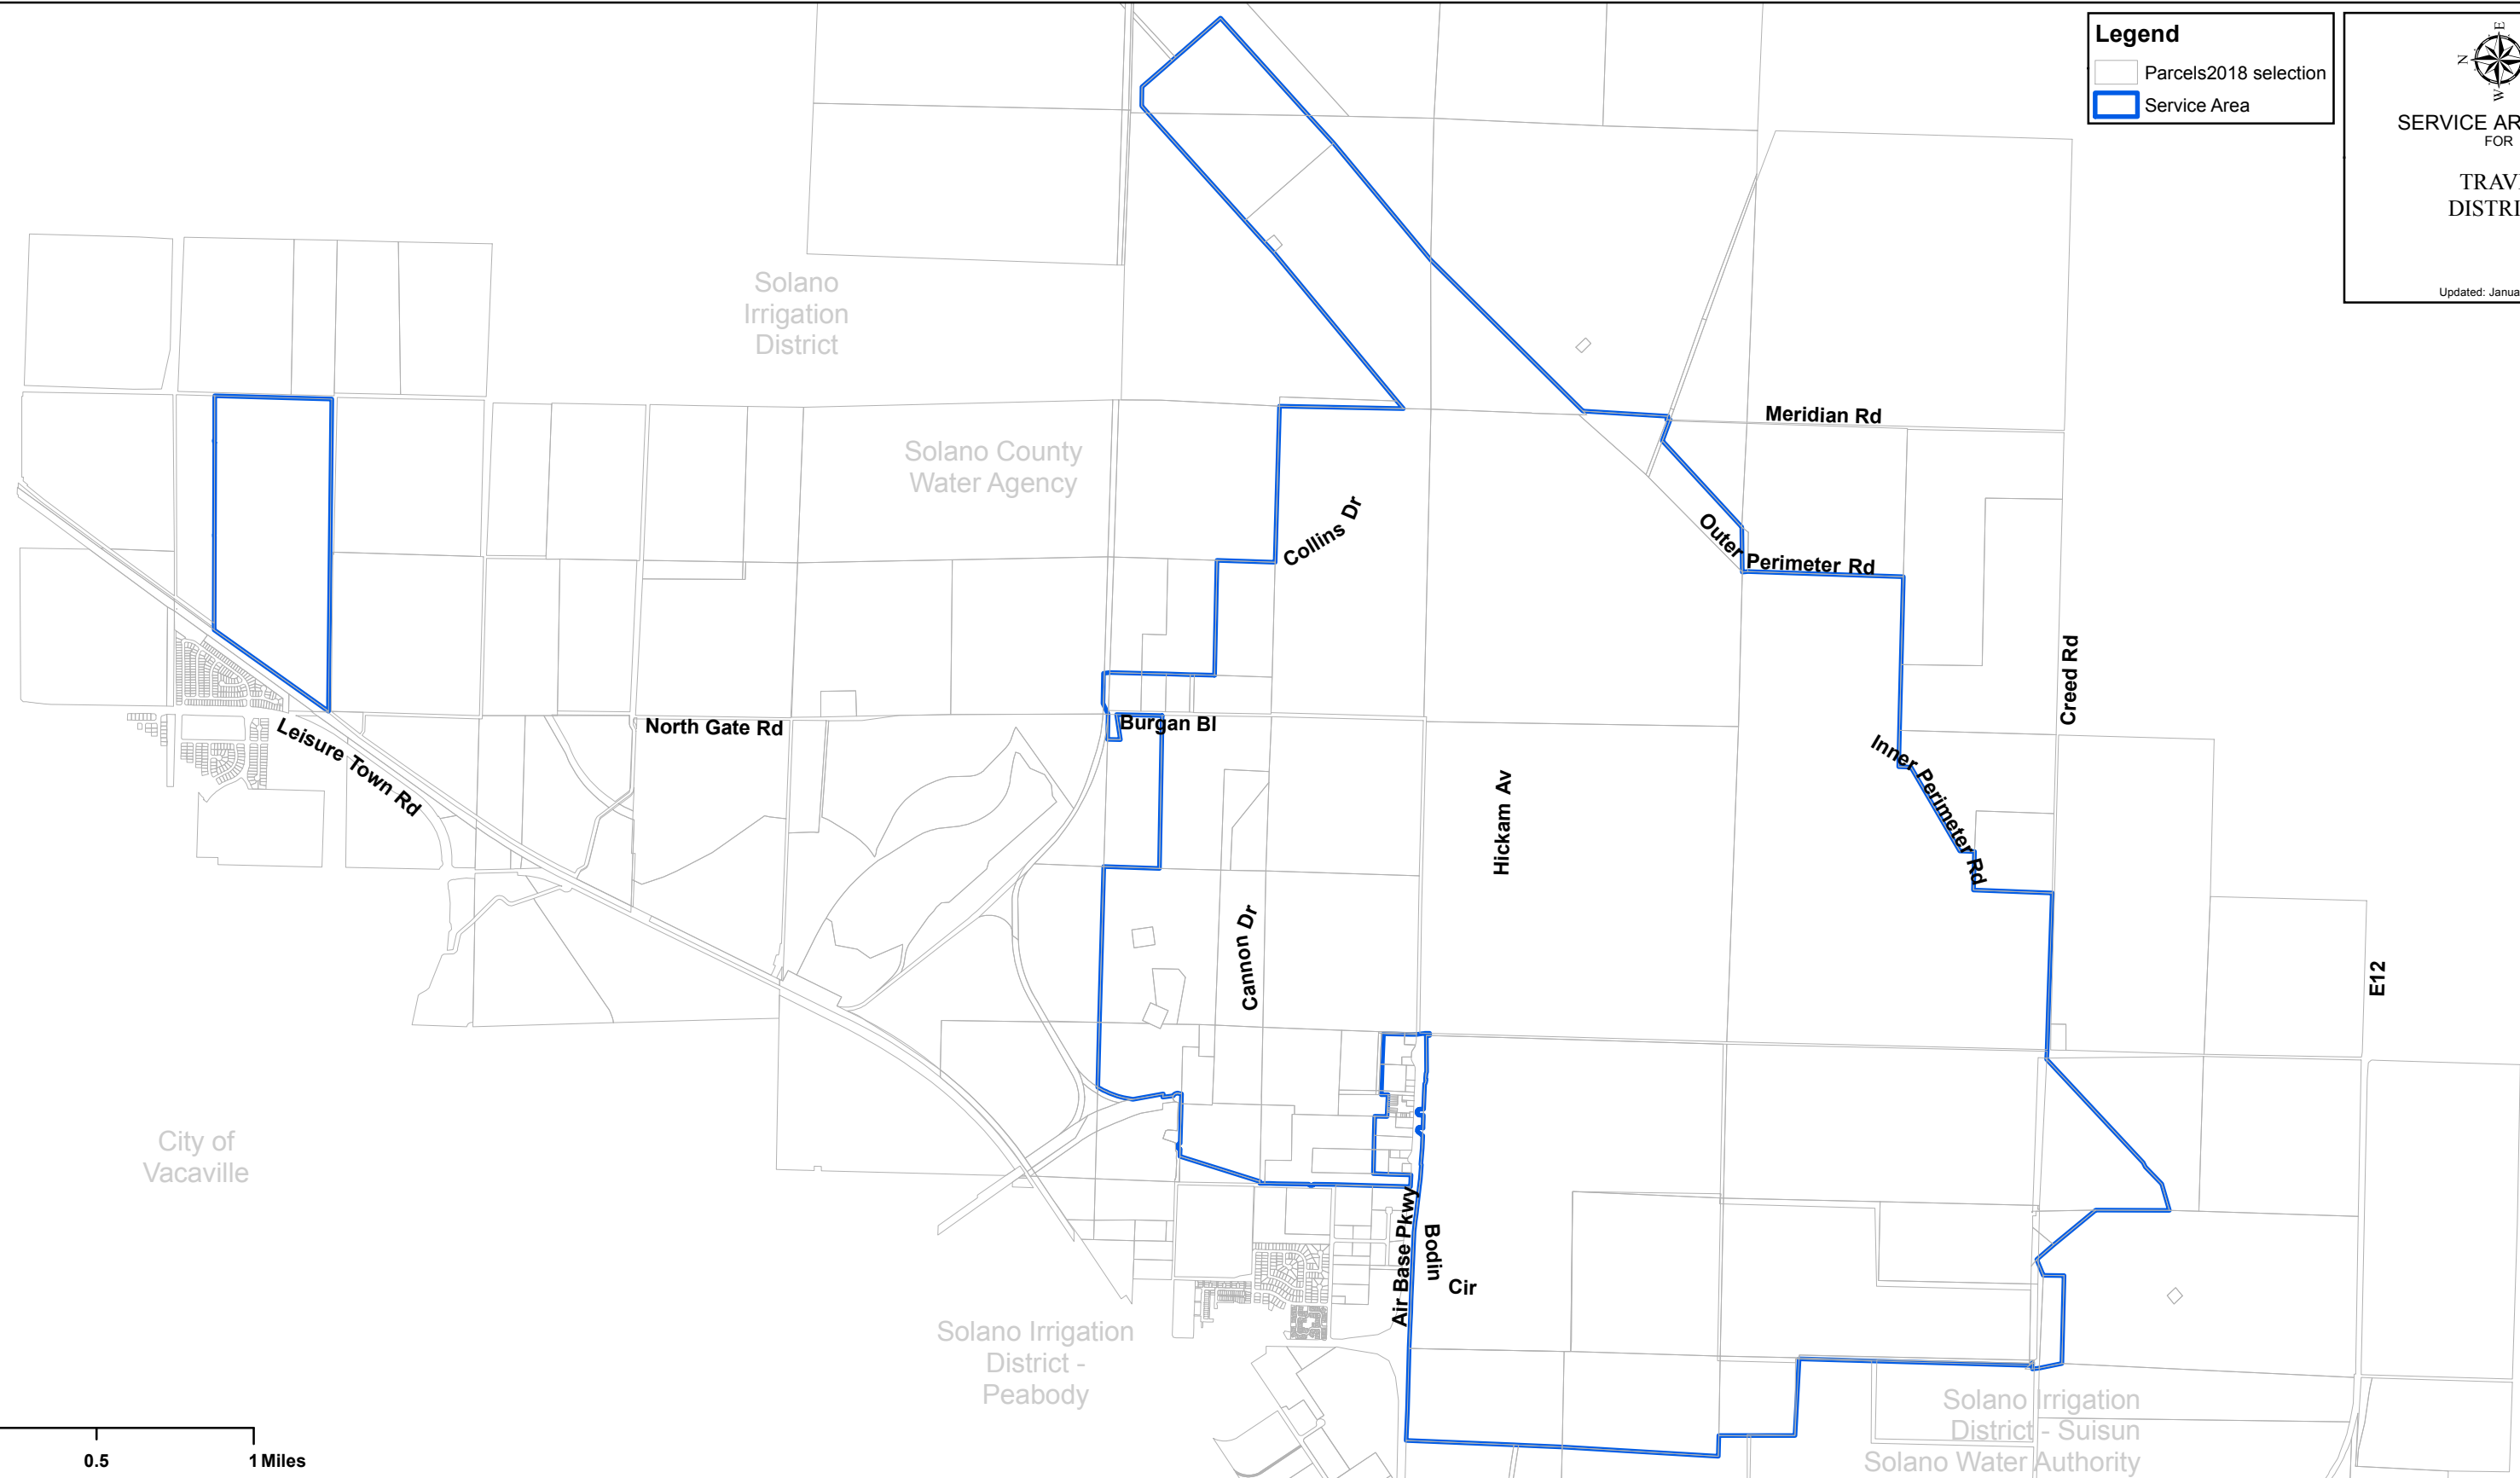 Legend
Parcels2018 selection
Service Area
N
E
W
FOR
Solano
Irrigation
District
Solano County
Water Agency
Meridian Rd
Collins Dr
Outer Perimeter Rd
Creed Rd
North Gate Rd
Burgan Bl
Leisure Town Rd
Inner Perimeter Rd
Hickam Av
Cannon Dr
E12
City of
Vacaville
Air Base Pkwy
Bodin Cir
Solano Irrigation
District -
Peabody
Solano Irrigation
District - Suisun
Solano Water Authority
0.5
1 Miles
SERVICE AR
TRAV
DISTRI
Updated: Janua